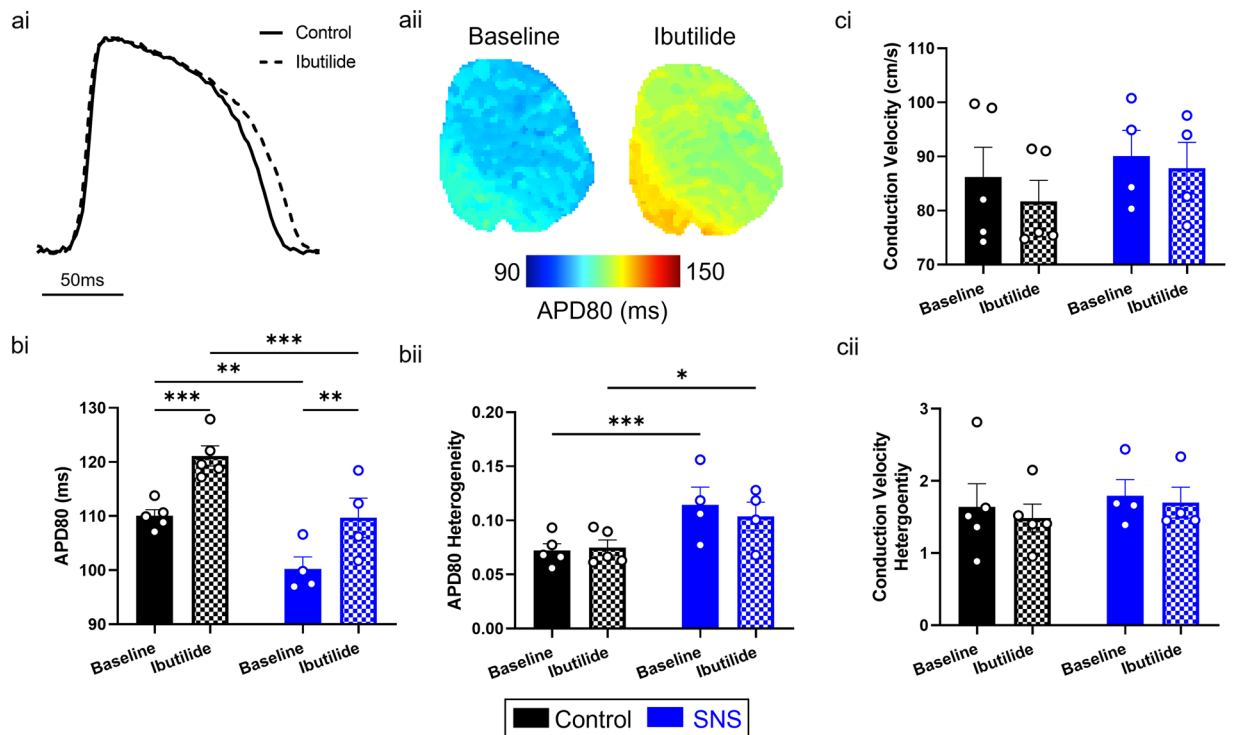 ai
Control
Ibutilide
50ms
aii
Baseline
Ibutilide
90
150
APD80 (ms)
ci
Conduction Velocity (cm/s)
110
100
90
80
70
Baseline
Ibutilide
Baseline
Ibutilide
bi
***
**
***
**
APD80 (ms)
130
120
110
100
90
Baseline
Ibutilide
Baseline
Ibutilide
bii
*
***
APD80 Heterogeneity
0.20
0.15
0.10
0.05
0.00
Baseline
Ibutilide
Baseline
Ibutilide
cii
Conduction Velocity
Hetergoentiy
3
2
1
0
Baseline
Ibutilide
Baseline
Ibutilide
Control
SNS